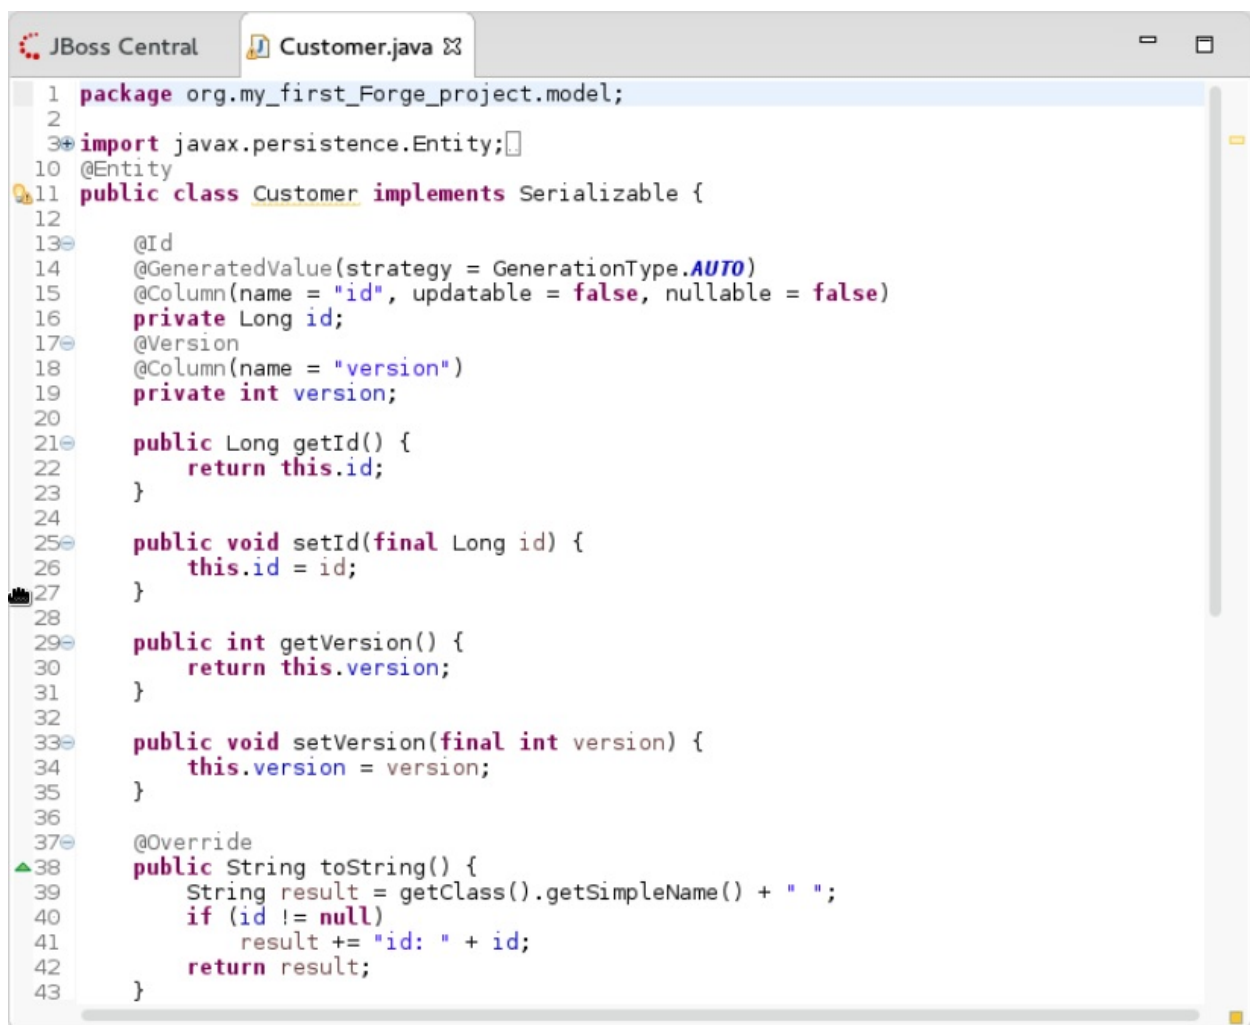 JBoss Central Customer.java
1 package org.my_first_Forge_project.model;
2
3 import javax.persistence.Entity;
10 @Entity
11 public class Customer implements Serializable {
12
13 @Id
14 @GeneratedValue(strategy = GenerationType.AUTO)
15 @Column(name = "id", updatable = false, nullable = false)
16 private Long id;
17 @Version
18 @Column(name = "version")
19 private int version;
20
21 public Long getId() {
22 return this.id;
23 }
24
25 public void setId(final Long id) {
26 this.id = id;
27 }
28
29 public int getVersion() {
30 return this.version;
31 }
32
33 public void setVersion(final int version) {
34 this.version = version;
35 }
36
37 @Override
38 public String toString() {
39 String result = getClass().getSimpleName() + " ";
40 if (id != null)
41 result += "id: " + id;
42 return result;
43 }